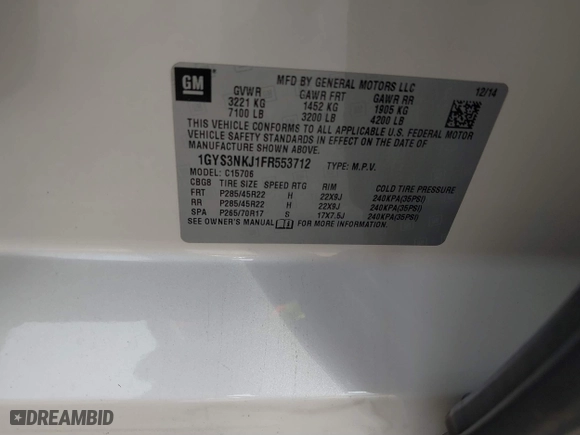 GM
MFD BY GENERAL MOTORS LLC
12/14
GVWR GAWR FRT GAWR RR
3221 KG 1452 KG 1905 KG
7100 LB 3200 LB 4200 LB
THIS VEHICLE CONFORMS TO ALL APPLICABLE U.S. FEDERAL MOTOR
VEHICLE SAFETY STANDARDS IN EFFECT ON THE DATE OF
MANUFACTURE SHOWN ABOVE.
1GYS3NKJ1FR553712 TYPE: M.P.V.
MODEL: C15706
CBG8 TIRE SIZE SPEED RTG RIM COLD TIRE PRESSURE
FRT P285/45R22 H 22X9J 240KPA(35PSI)
RR P285/45R22 H 22X9J 240KPA(35PSI)
SPA P265/70R17 S 17X7.5J 240KPA(35PSI)
SEE OWNER'S MANUAL FOR MORE INFORMATION.
DREAMBID